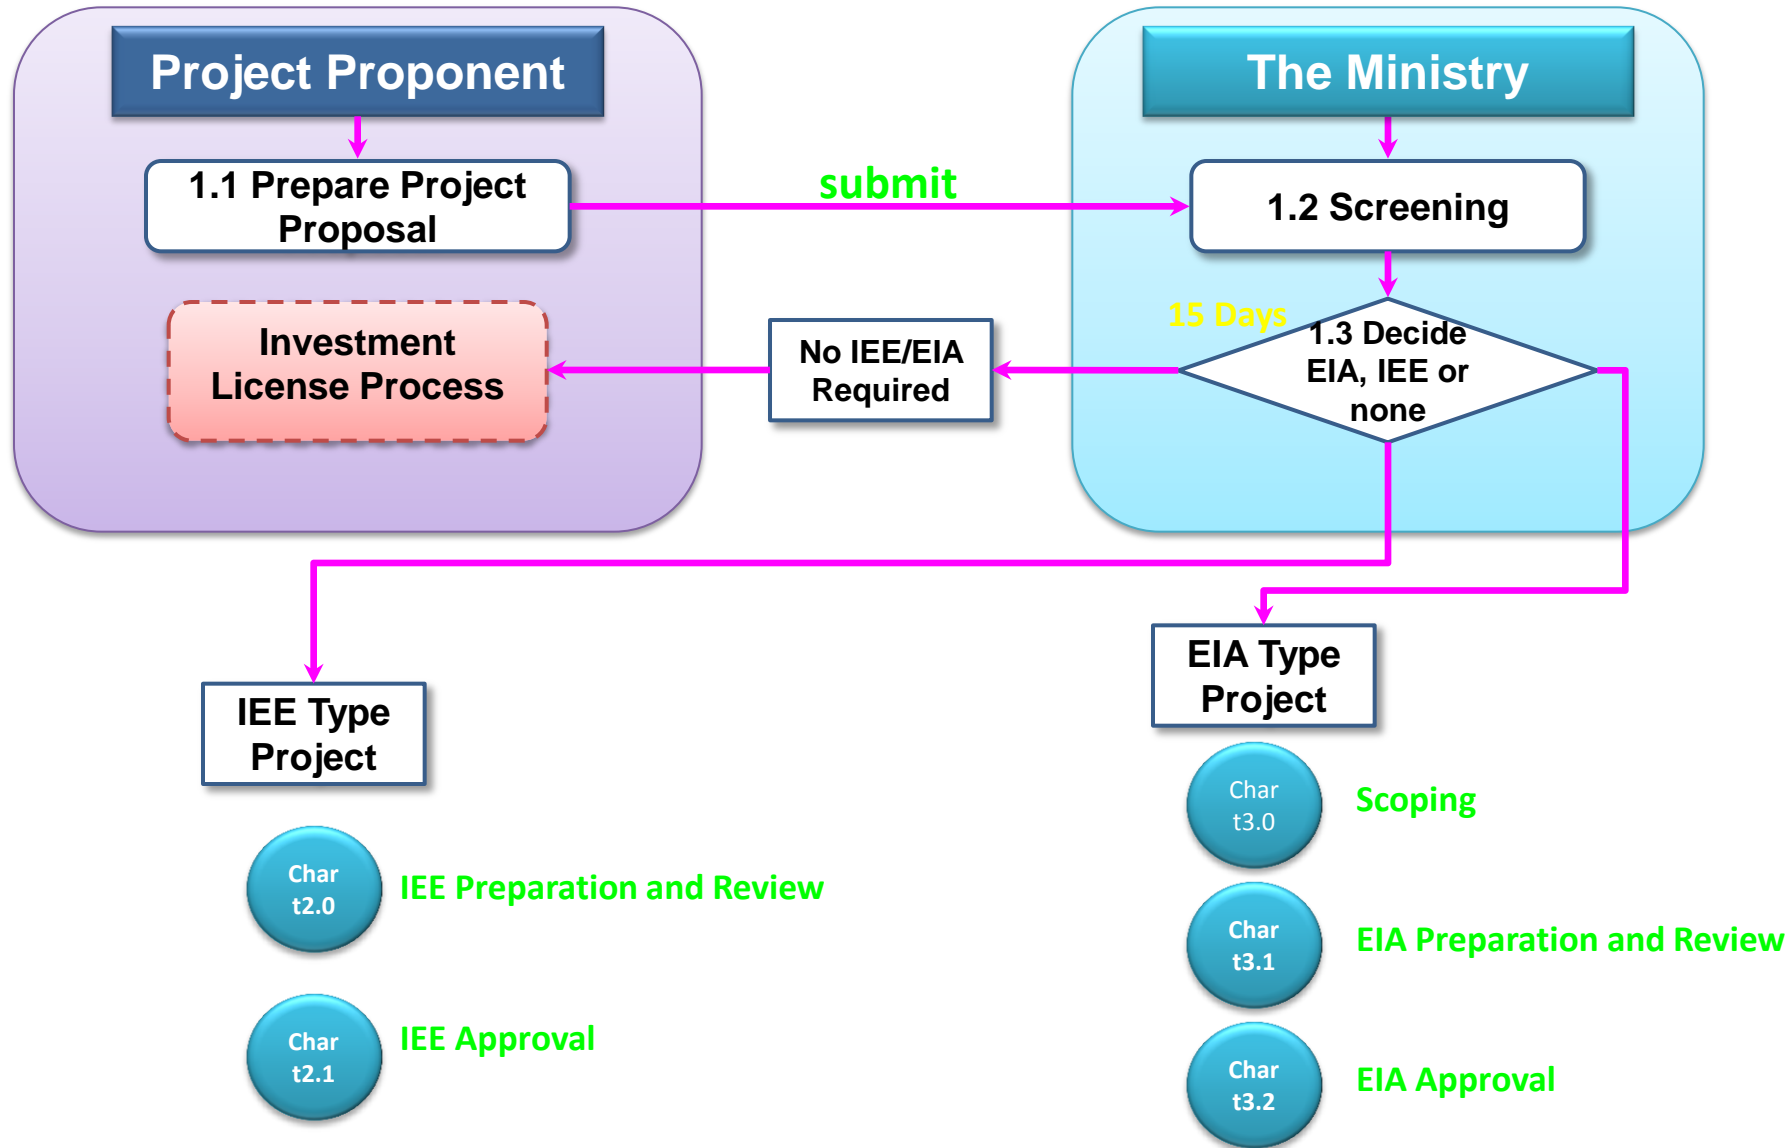 Project Proponent
The Ministry
1.1 Prepare Project
Proposal
submit
1.2 Screening
Investment
License Process
No IEE/EIA
Required
15 Days
1.3 Decide
EIA, IEE or
none
IEE Type
Project
EIA Type
Project
Char
t2.0
IEE Preparation and Review
Char
t2.1
IEE Approval
Char
t3.0
Scoping
Char
t3.1
EIA Preparation and Review
Char
t3.2
EIA Approval